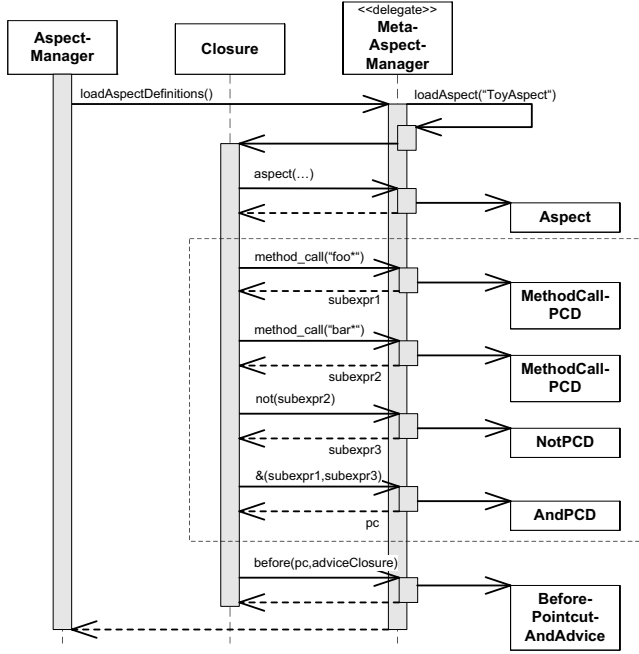 Aspect-
Manager
Closure
<<delegate>>
Meta-
Aspect-
Manager
loadAspectDefinitions()
loadAspect("ToyAspect“)
aspect(…)
Aspect
method_call("foo*“)
subexpr1
MethodCall-
PCD
method_call("bar*“)
subexpr2
MethodCall-
PCD
not(subexpr2)
subexpr3
NotPCD
&(subexpr1,subexpr3)
pc
AndPCD
before(pc,adviceClosure)
Before-
Pointcut-
AndAdvice